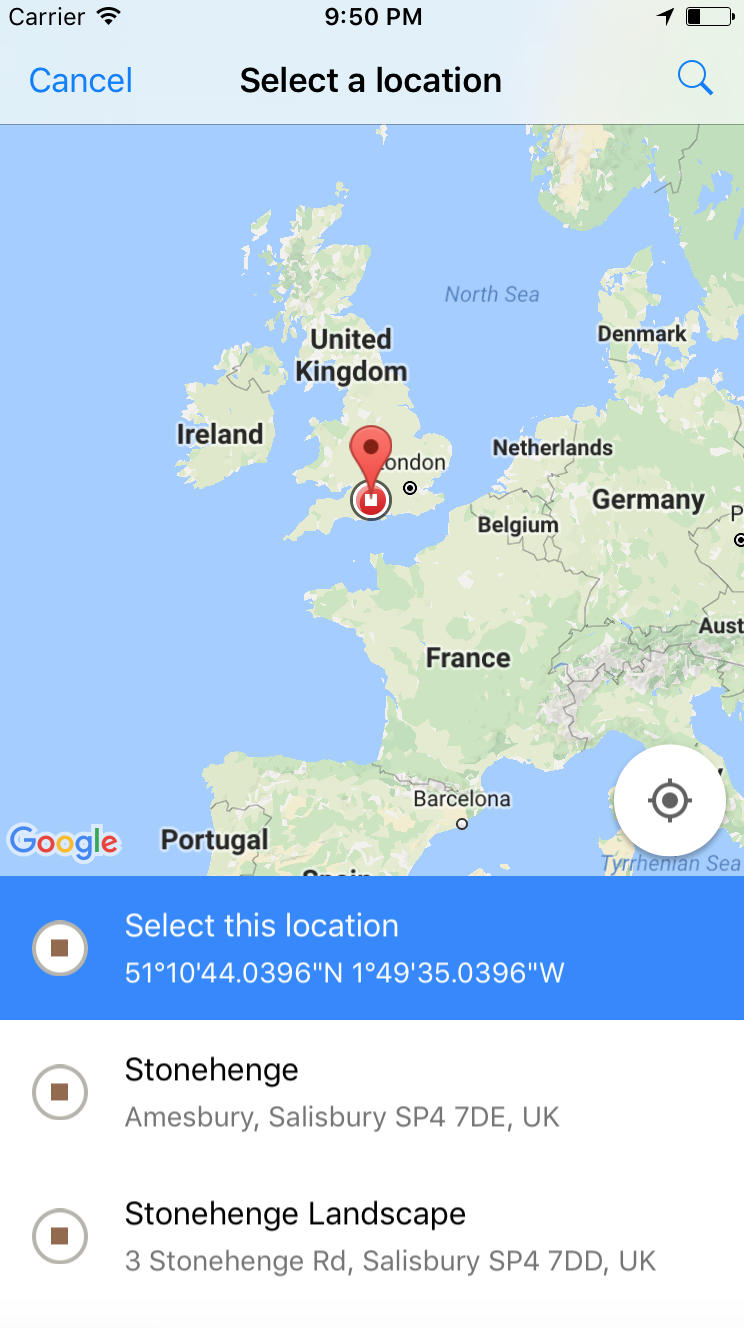 Carrier 9:50 PM
Cancel Select a location
North Sea
Denmark
United
Kingdom
Ireland
London
Netherlands
Germany
Belgium
P
Aust
France
Barcelona
Google
Portugal
Tyrrhenian Sea
Spain
Select this location
51°10'44.0396"N 1°49'35.0396"W
Stonehenge
Amesbury, Salisbury SP4 7DE, UK
Stonehenge Landscape
3 Stonehenge Rd, Salisbury SP4 7DD, UK